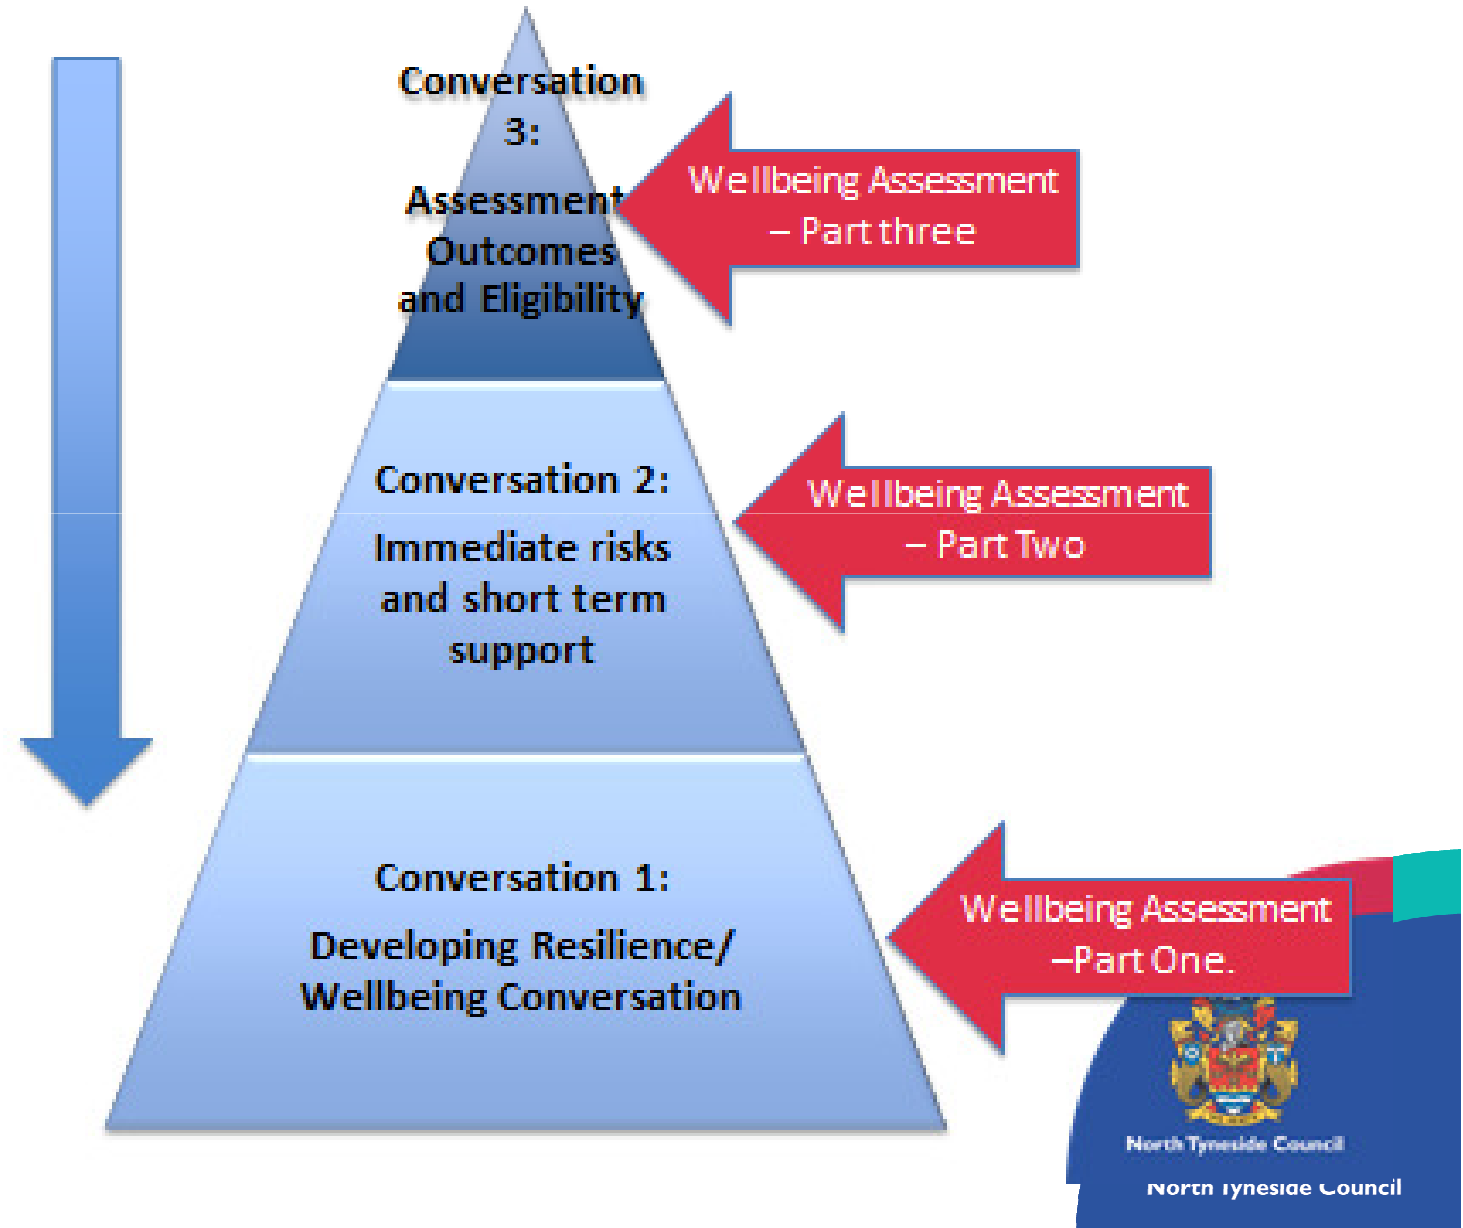 Conversation
3:
Assessment
Outcomes
and Eligibility
Wellbeing Assessment
– Part three
Conversation 2:
Immediate risks
and short term
support
Wellbeing Assessment
– Part Two
Conversation 1:
Developing Resilience/
Wellbeing Conversation
Wellbeing Assessment
–Part One.
North Tyneside Council
North Tyneside Council